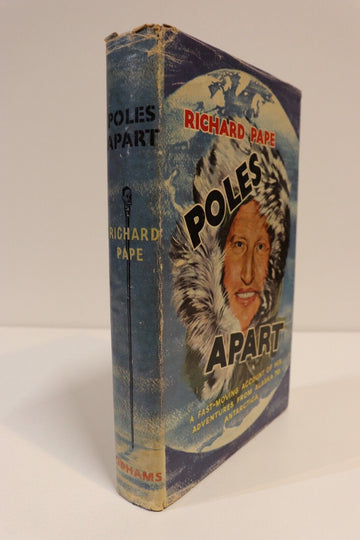 POLES
APART
RICHARD
PAPE
ODHAMS
RICHARD PAPE
POLES
APART
A FAST-MOVING ACCOUNT OF HIS
ADVENTURES FROM ALASKA TO
ANTARCTICA